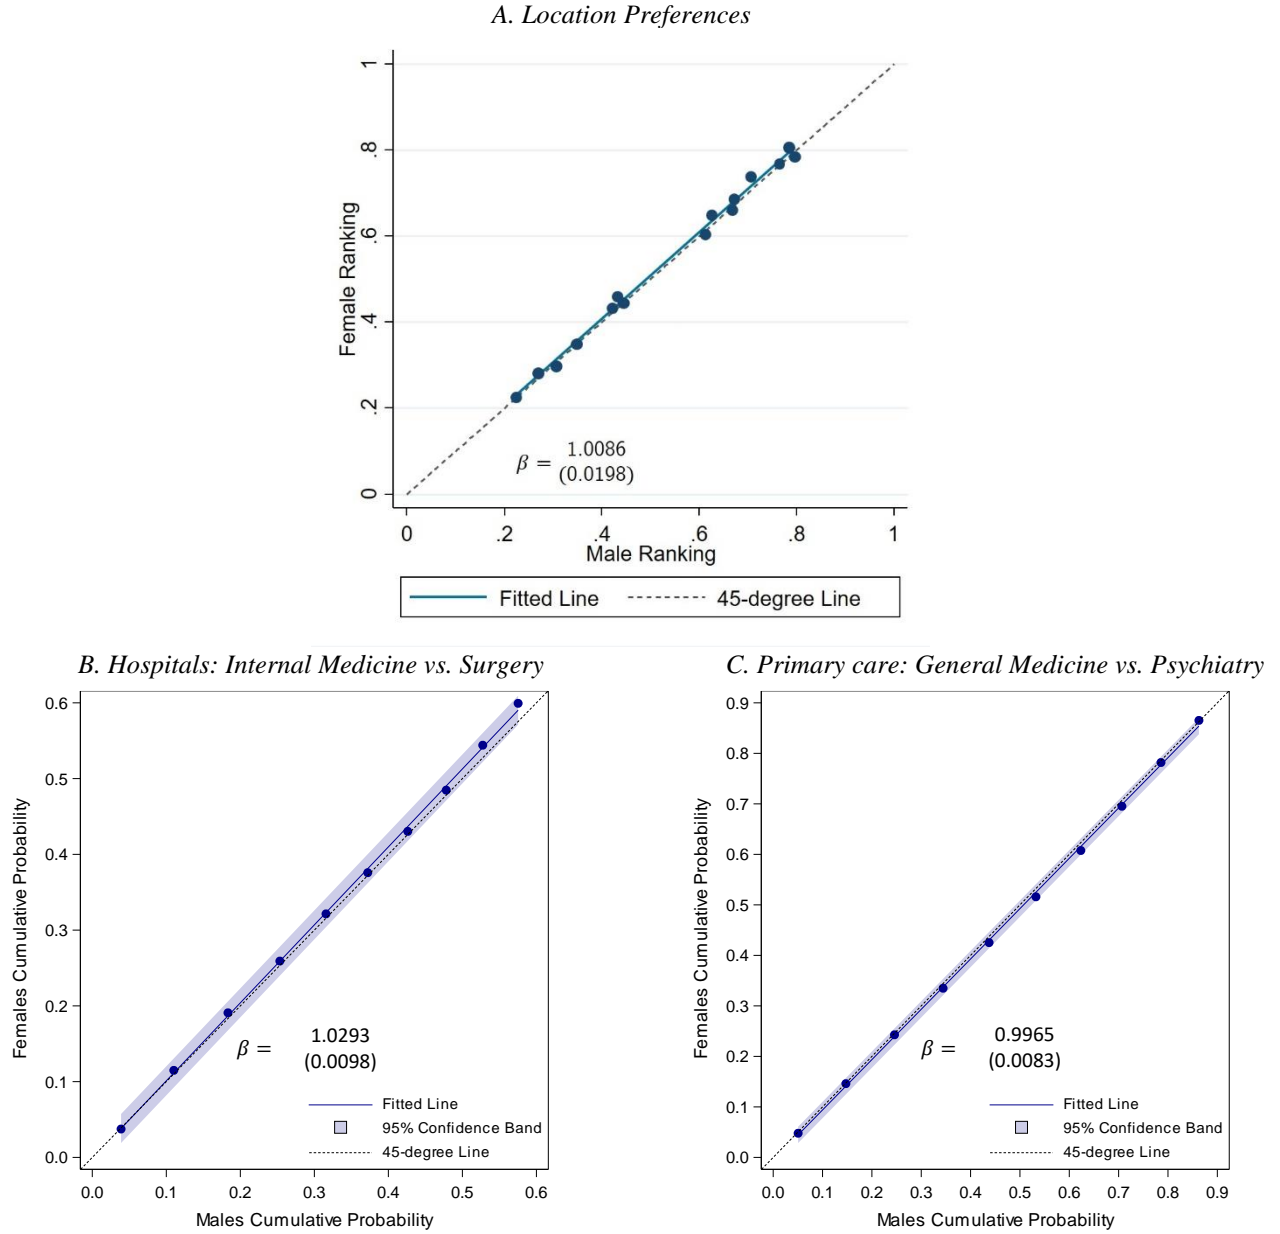 A. Location Preferences
1
.8
.6
.4
.2
0
Female Ranking
β = 1.0086
(0.0198)
0 .2 .4 .6 .8 1
Male Ranking
Fitted Line 45-degree Line
B. Hospitals: Internal Medicine vs. Surgery
0.6
0.5
0.4
0.3
0.2
0.1
0.0
Females Cumulative Probability
β = 1.0293
(0.0098)
Fitted Line
95% Confidence Band
45-degree Line
0.0 0.1 0.2 0.3 0.4 0.5 0.6
Males Cumulative Probability
C. Primary care: General Medicine vs. Psychiatry
0.9
0.8
0.7
0.6
0.5
0.4
0.3
0.2
0.1
0.0
Females Cumulative Probability
β = 0.9965
(0.0083)
Fitted Line
95% Confidence Band
45-degree Line
0.0 0.1 0.2 0.3 0.4 0.5 0.6 0.7 0.8 0.9
Males Cumulative Probability